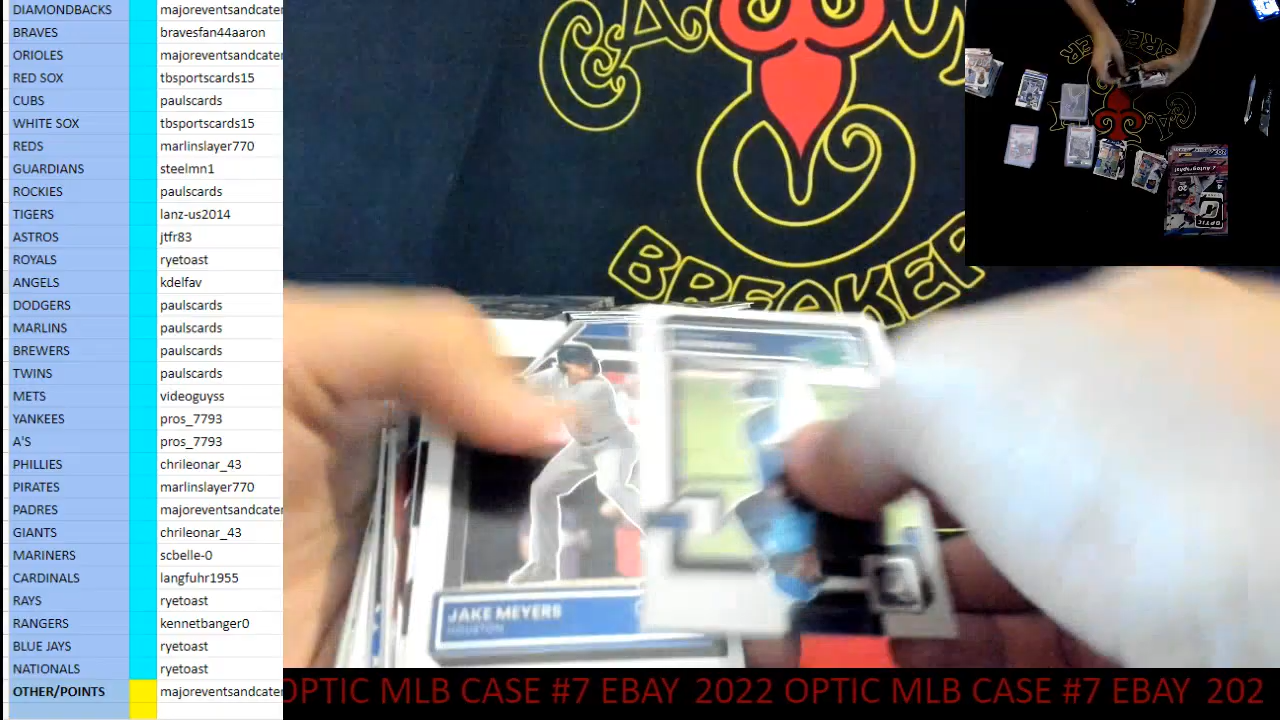 DIAMONDBACKS majoreventsandcater
BRAVES bravesfan44aaron
ORIOLES majoreventsandcater
RED SOX tbsportscards15
CUBS paulscards
WHITE SOX tbsportscards15
REDS marlinslayer770
GUARDIANS steelmn1
ROCKIES paulscards
TIGERS lanz-us2014
ASTROS jtfr83
ROYALS ryetoast
ANGELS kdelfav
DODGERS paulscards
MARLINS paulscards
BREWERS paulscards
TWINS paulscards
METS videoguyss
YANKEES pros_7793
A'S pros_7793
PHILLIES chrileonar_43
PIRATES marlinslayer770
PADRES majoreventsandcater
GIANTS chrileonar_43
MARINERS scbelle-0
CARDINALS langfuhr1955
RAYS ryetoast
RANGERS kennetbanger0
BLUE JAYS ryetoast
NATIONALS ryetoast
OTHER/POINTS majoreventsandcater
BREAKER
JAKE MEYERS
HOUSTON
OPTIC
OPTIC MLB CASE #7 EBAY 2022 OPTIC MLB CASE #7 EBAY 202